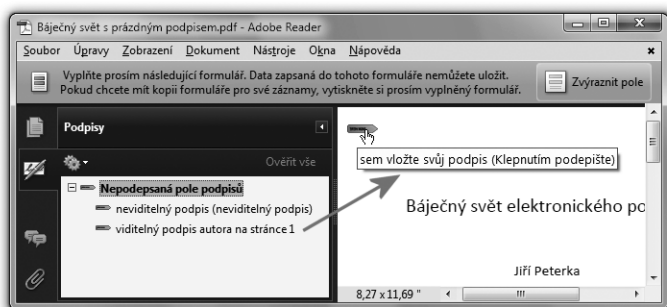 Báječný svět s prázdným podpisem.pdf - Adobe Reader
Soubor Úpravy Zobrazení Dokument Nástroje Okna Nápověda
Vyplňte prosím následující formulář. Data zapsaná do tohoto formuláře nemůžete uložit.
Pokud chcete mít kopii formuláře pro své záznamy, vytiskněte si prosím vyplněný formulář.
Zvýraznit pole
Podpisy
Ověřit vše
Nepodepsaná pole podpisů
neviditelný podpis (neviditelný podpis)
viditelný podpis autora na stránce 1
sem vložte svůj podpis (Klepnutím podepište)
Báječný svět elektronického po
Jiří Peterka
8,27 x 11,69 "